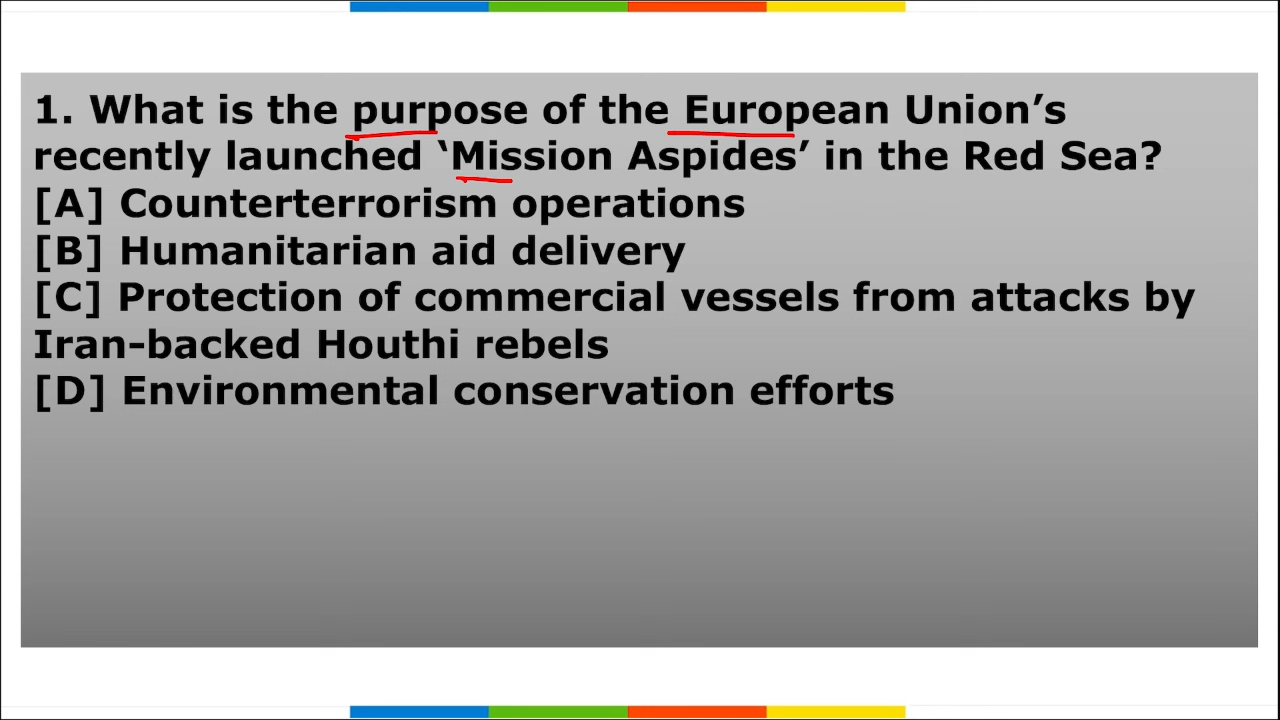 1. What is the purpose of the European Union’s
recently launched ‘Mission Aspides’ in the Red Sea?
[A] Counterterrorism operations
[B] Humanitarian aid delivery
[C] Protection of commercial vessels from attacks by
Iran-backed Houthi rebels
[D] Environmental conservation efforts